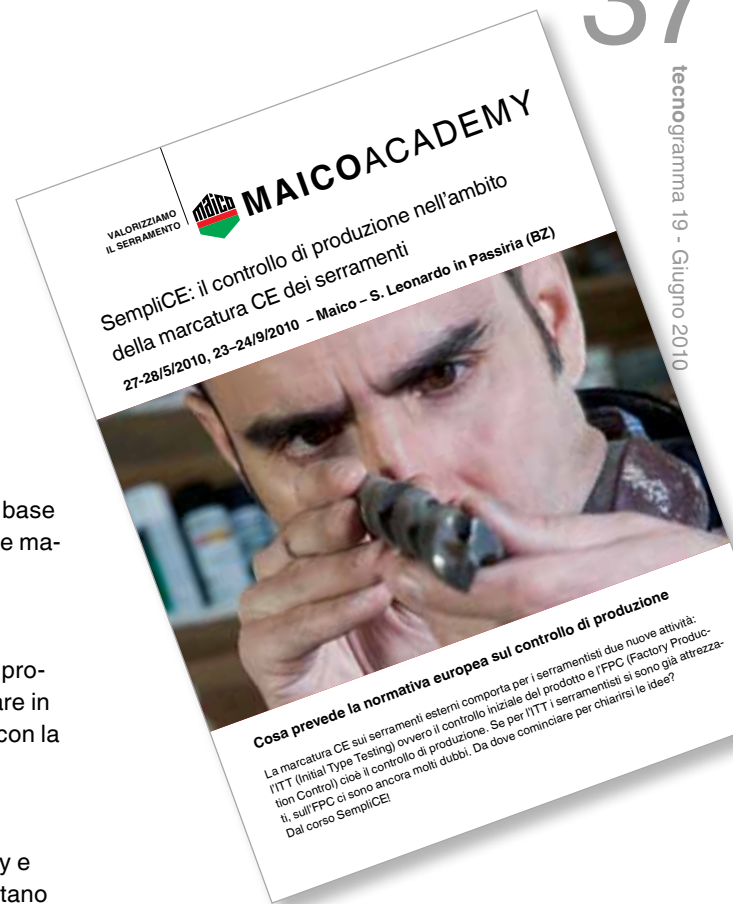 37
tecnogramma 19 - Giugno 2010
VALORIZZIAMO
IL SERRAMENTO
maico
MAICOACADEMY
SempliCE: il controllo di produzione nell'ambito
della marcatura CE dei serramenti
27-28/5/2010, 23–24/9/2010 – Maico – S. Leonardo in Passiria (BZ)
Cosa prevede la normativa europea sul controllo di produzione
La marcatura CE sui serramenti esterni comporta per i serramentisti due nuove attività:
l'ITT (Initial Type Testing) ovvero il controllo iniziale del prodotto e l'FPC (Factory Produc-
tion Control) cioè il controllo di produzione. Se per l'ITT i serramentisti si sono già attrezza-
ti, sull'FPC ci sono ancora molti dubbi. Da dove cominciare per chiarirsi le idee?
Dal corso SempliCE!
base
e ma-
pro-
are in
con la
y e
tano